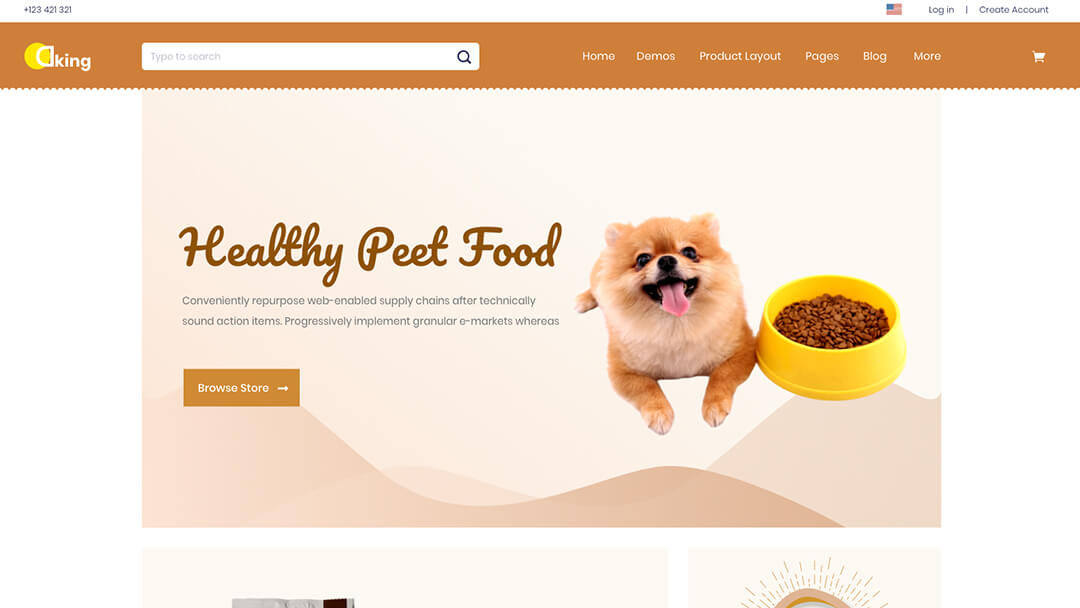 +123 421 321
Log in | Create Account
aking
Type to search
Home Demos Product Layout Pages Blog More
Healthy Peet Food
Conveniently repurpose web-enabled supply chains after technically
sound action items. Progressively implement granular e-markets whereas
Browse Store →